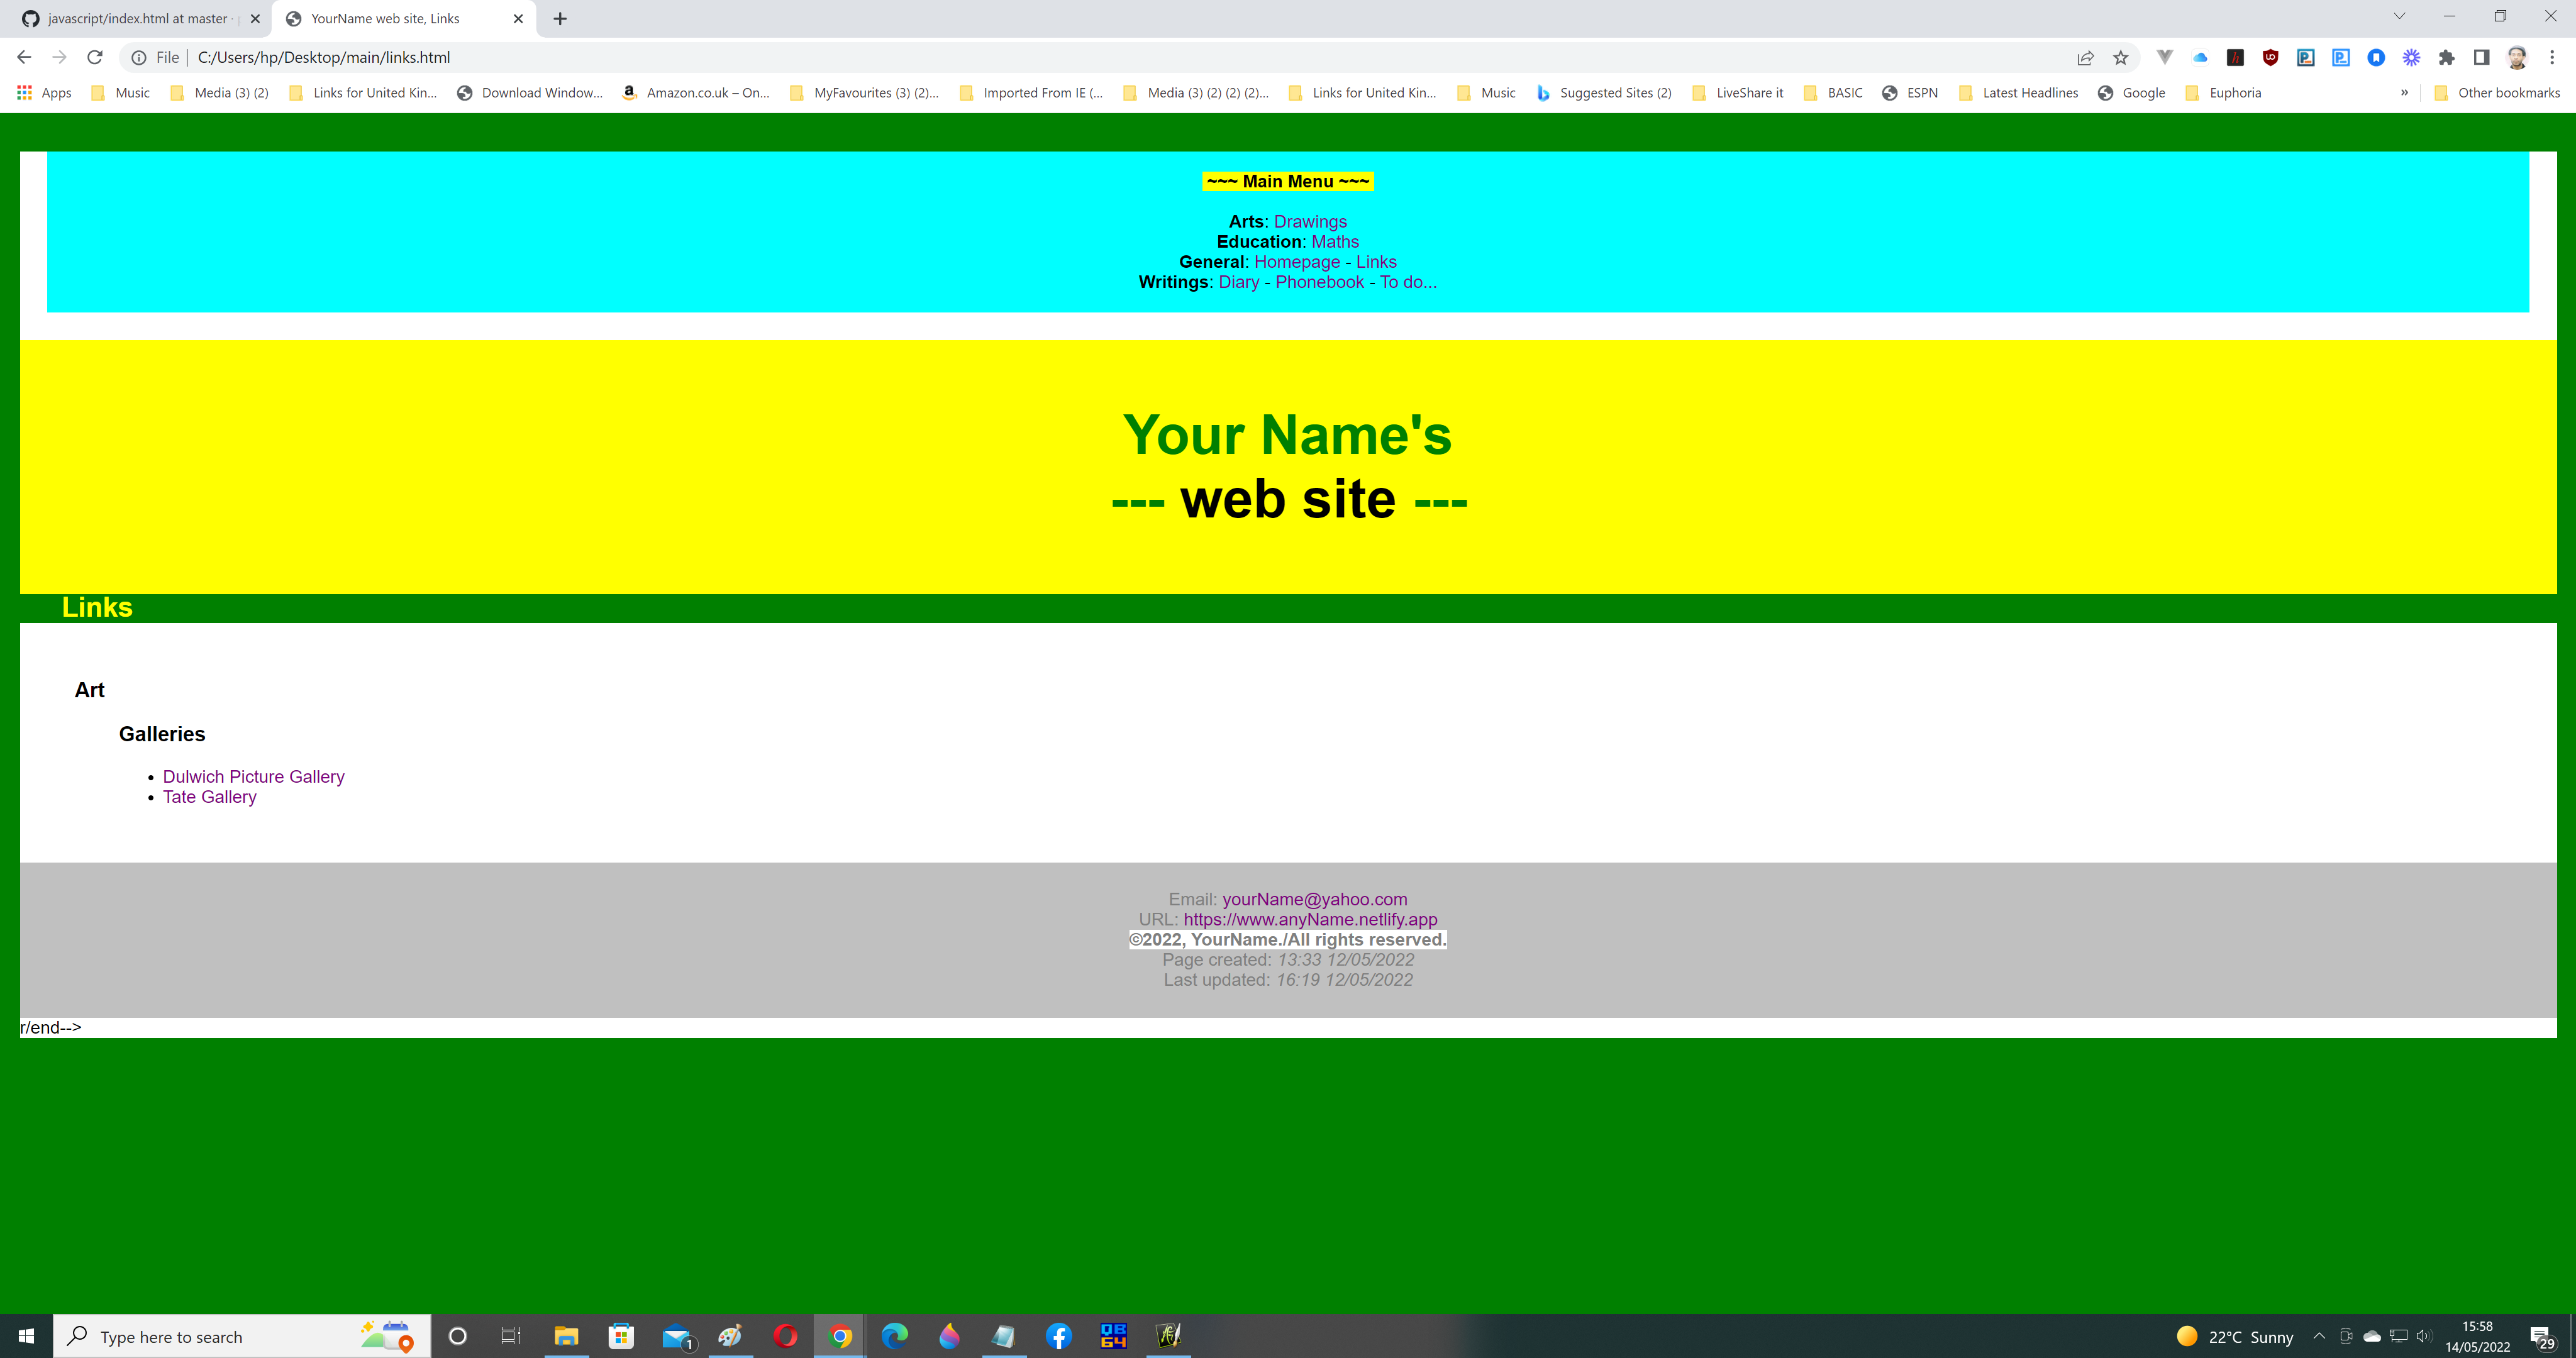 javascript/index.html at master ·
YourName web site, Links
File | C:/Users/hp/Desktop/main/links.html
Apps Music Media (3) (2) Links for United Kin... Download Window... Amazon.co.uk – On... MyFavourites (3) (2)... Imported From IE (... Media (3) (2) (2) (2)... Links for United Kin... Music Suggested Sites (2) LiveShare it BASIC ESPN Latest Headlines Google Euphoria » Other bookmarks
~~~ Main Menu ~~~
Arts: Drawings
Education: Maths
General: Homepage - Links
Writings: Diary - Phonebook - To do...
Your Name's
--- web site ---
Links
Art
Galleries
• Dulwich Picture Gallery
• Tate Gallery
Email: yourName@yahoo.com
URL: https://www.anyName.netlify.app
©2022, YourName./All rights reserved.
Page created: 13:33 12/05/2022
Last updated: 16:19 12/05/2022
r/end-->
Type here to search
1
QB
64
22°C Sunny
15:58
14/05/2022
29